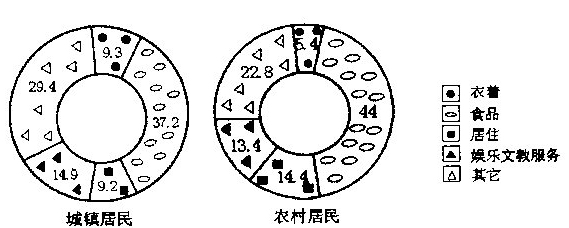 9.3
29.4
37.2
14.9
9.2
城镇居民
5.4
22.8
44
13.4
14.4
农村居民
衣着
食品
居住
娱乐文教服务
其它